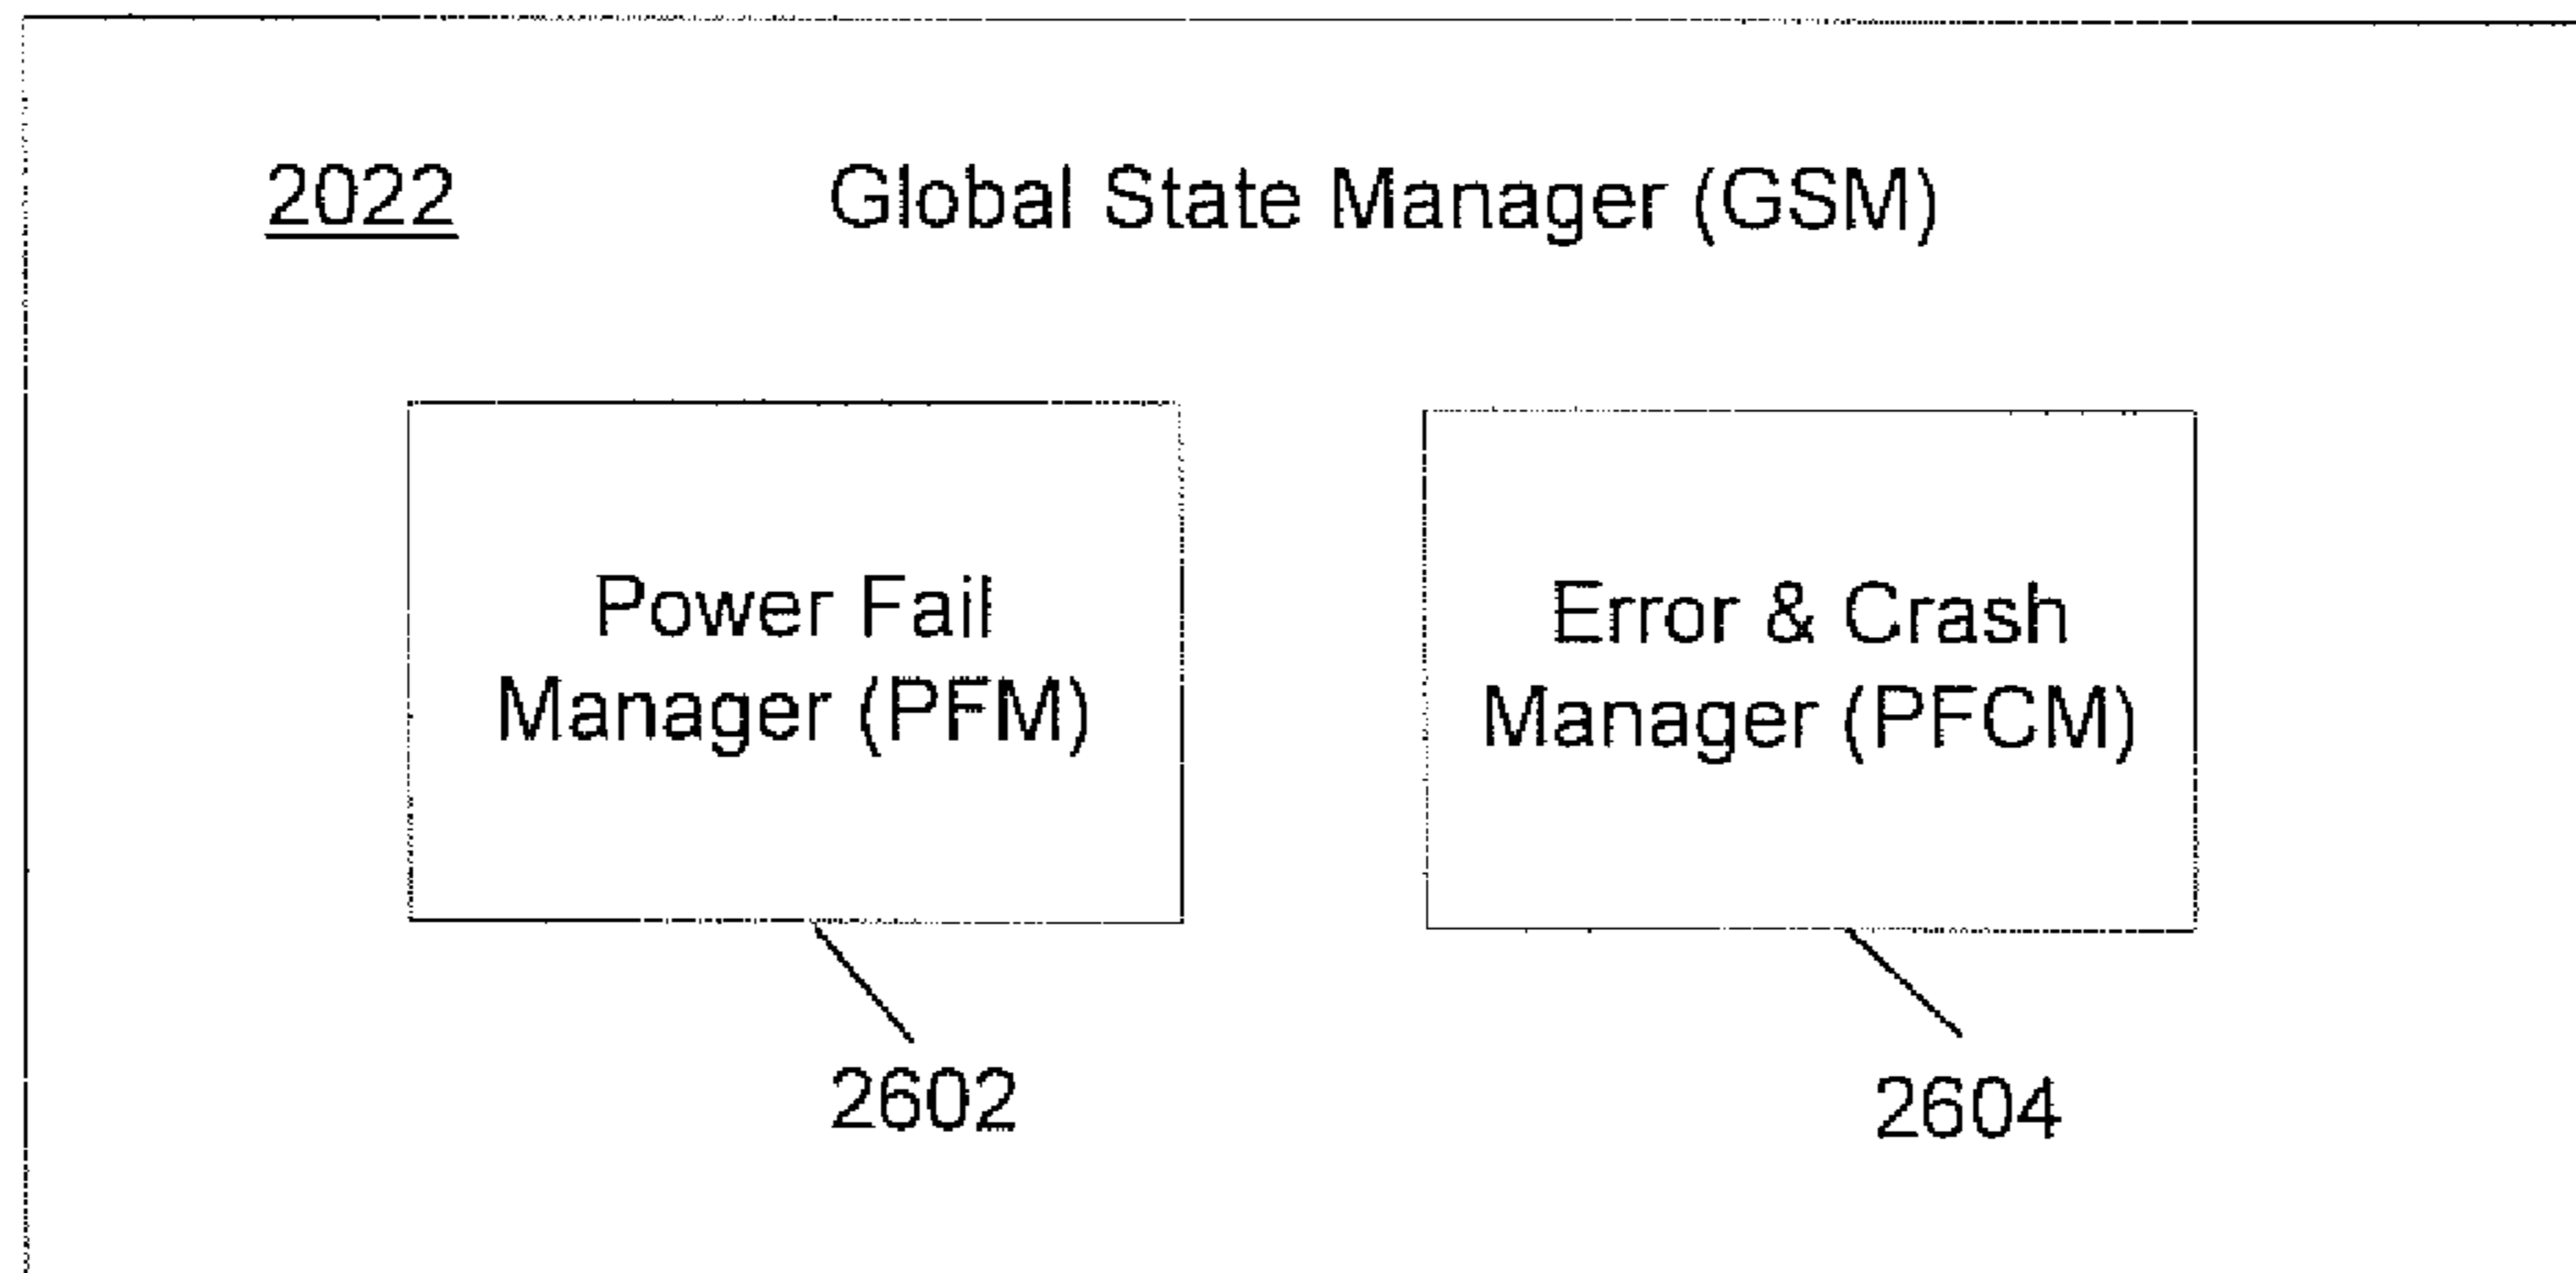 2022 Global State Manager (GSM)
Power Fail
Manager (PFM)
Error & Crash
Manager (PFCM)
2602
2604